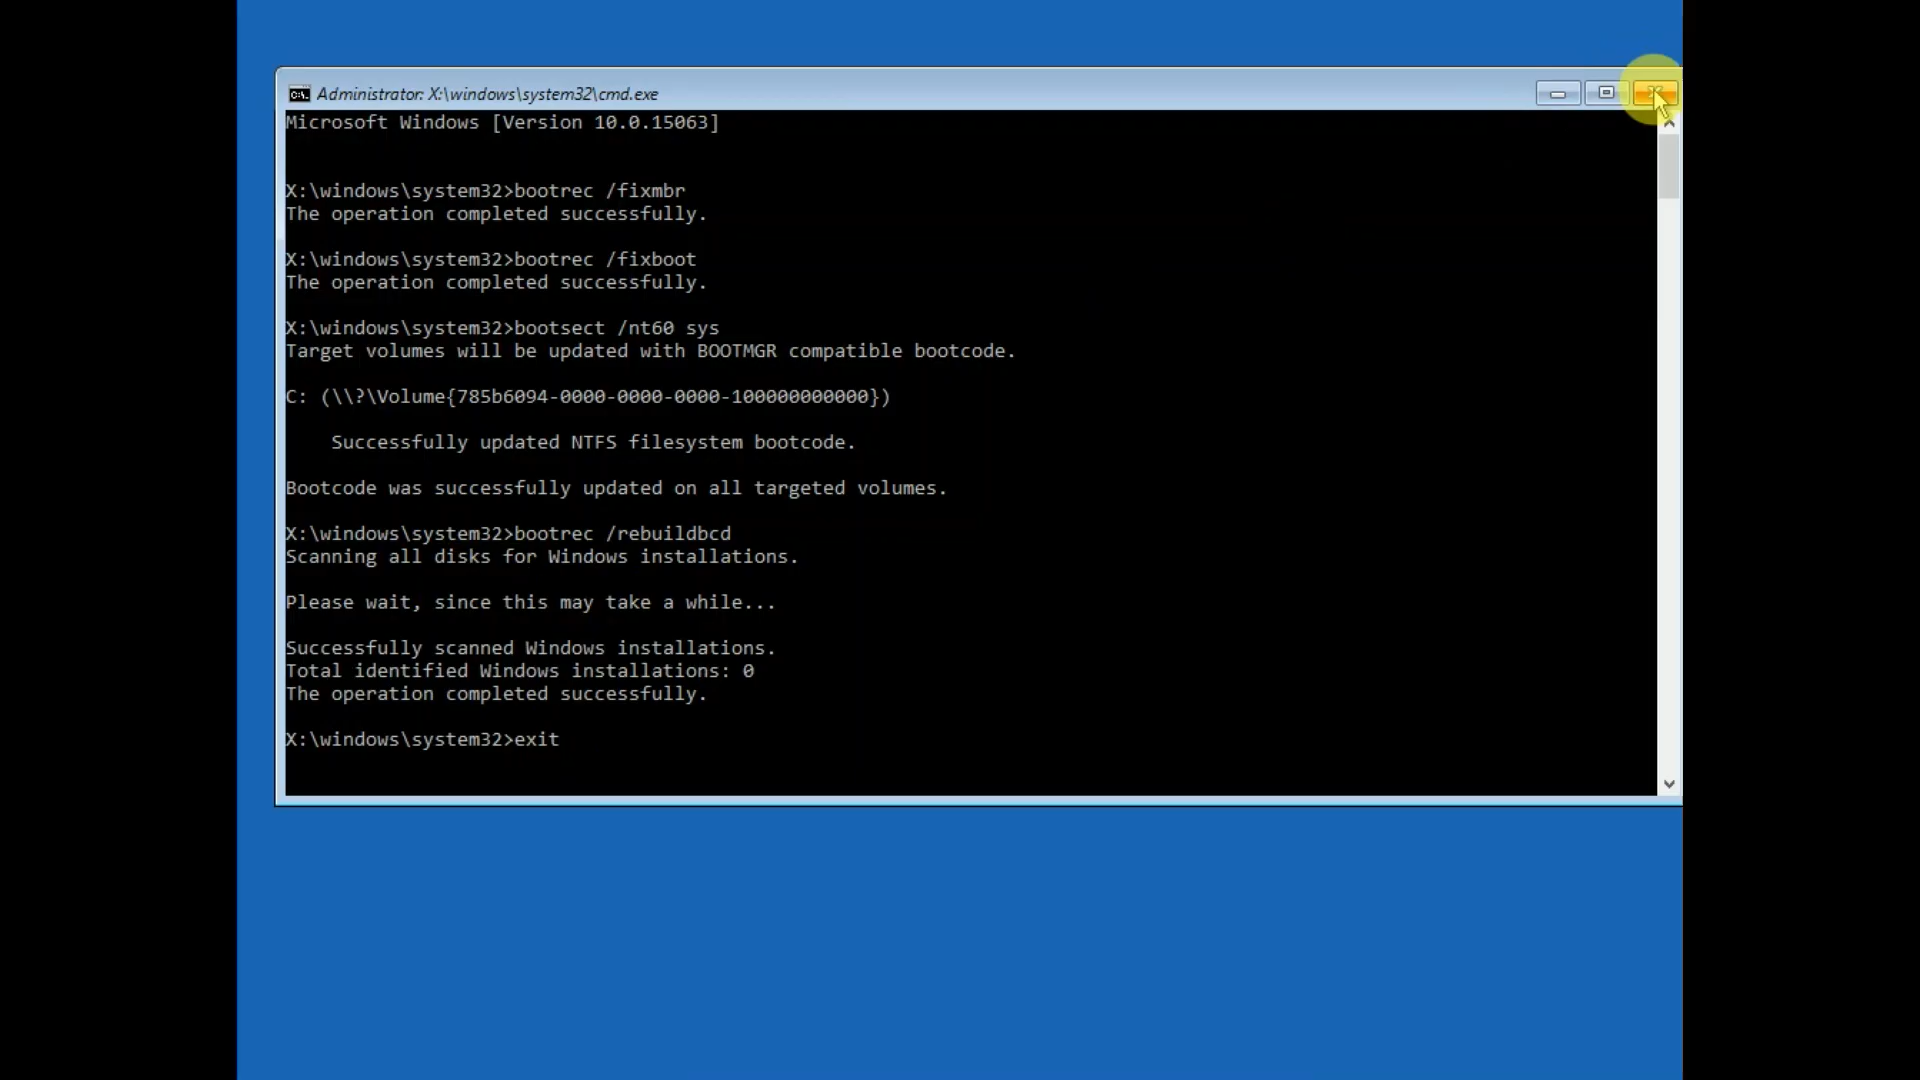 Administrator: X:\windows\system32\cmd.exe
Microsoft Windows [Version 10.0.15063]
X:\windows\system32>bootrec /fixmbr
The operation completed successfully.
X:\windows\system32>bootrec /fixboot
The operation completed successfully.
X:\windows\system32>bootsect /nt60 sys
Target volumes will be updated with BOOTMGR compatible bootcode.
C: (\\?\Volume{785b6094-0000-0000-0000-100000000000})
Successfully updated NTFS filesystem bootcode.
Bootcode was successfully updated on all targeted volumes.
X:\windows\system32>bootrec /rebuildbcd
Scanning all disks for Windows installations.
Please wait, since this may take a while...
Successfully scanned Windows installations.
Total identified Windows installations: 0
The operation completed successfully.
X:\windows\system32>exit